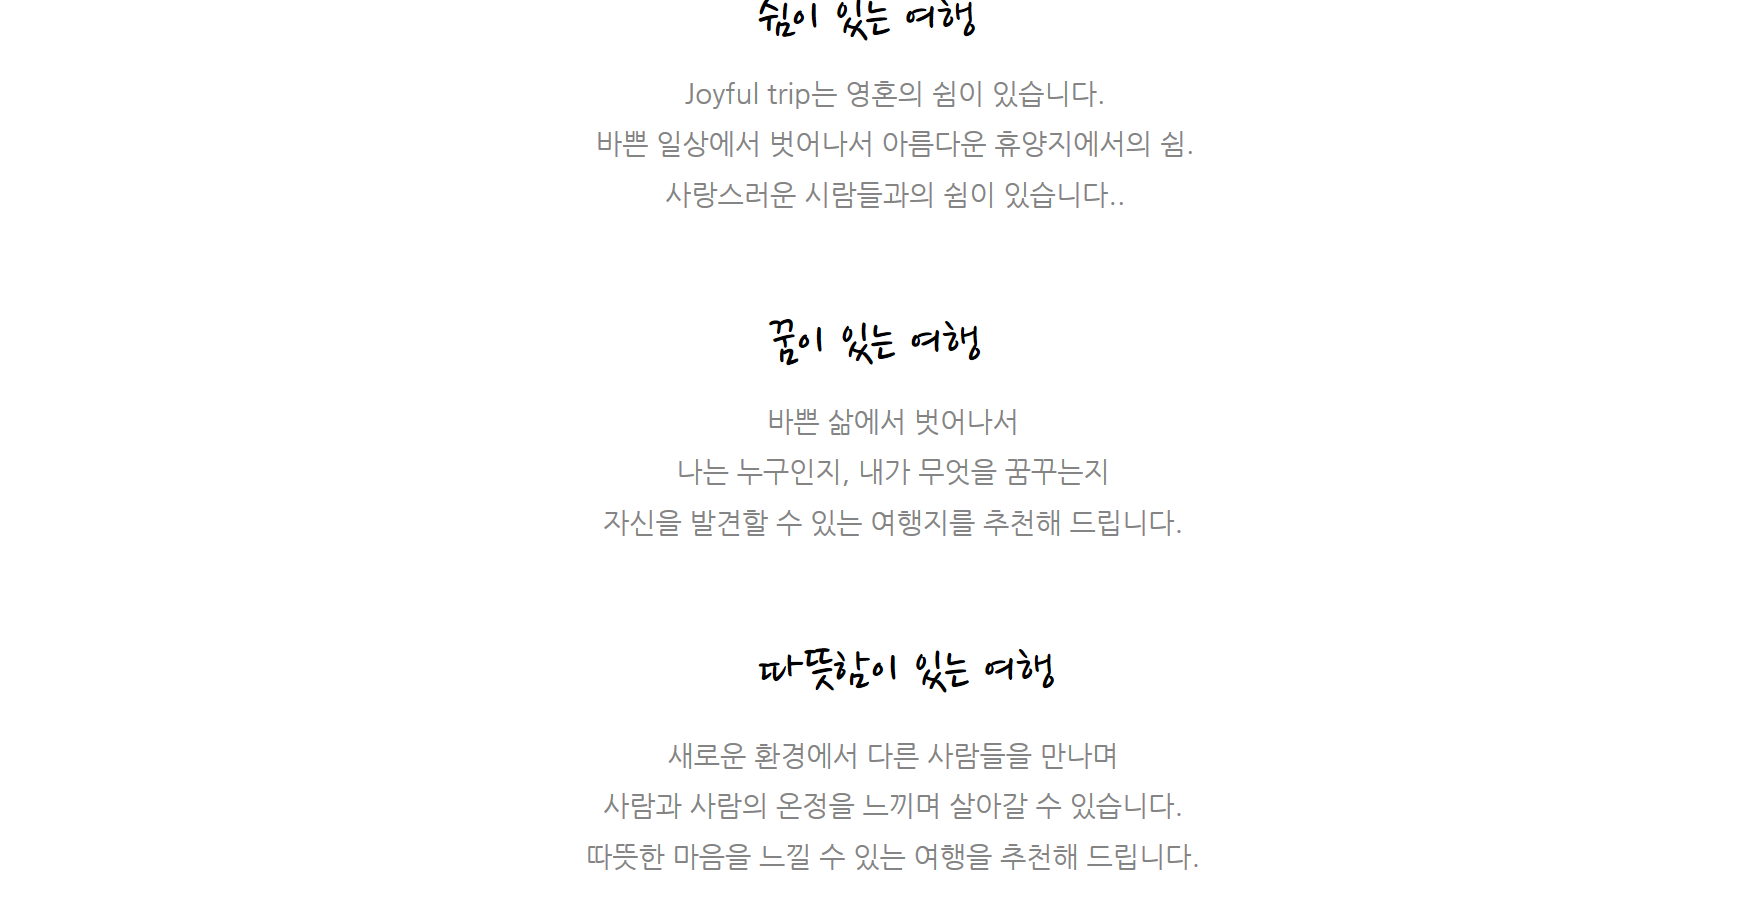 쉼이 있는 여행
Joyful trip는 영혼의 쉼이 있습니다.
바쁜 일상에서 벗어나서 아름다운 휴양지에서의 쉼.
사랑스러운 시람들과의 쉼이 있습니다..
꿈이 있는 여행
바쁜 삶에서 벗어나서
나는 누구인지, 내가 무엇을 꿈꾸는지
자신을 발견할 수 있는 여행지를 추천해 드립니다.
따뜻함이 있는 여행
새로운 환경에서 다른 사람들을 만나며
사람과 사람의 온정을 느끼며 살아갈 수 있습니다.
따뜻한 마음을 느낄 수 있는 여행을 추천해 드립니다.